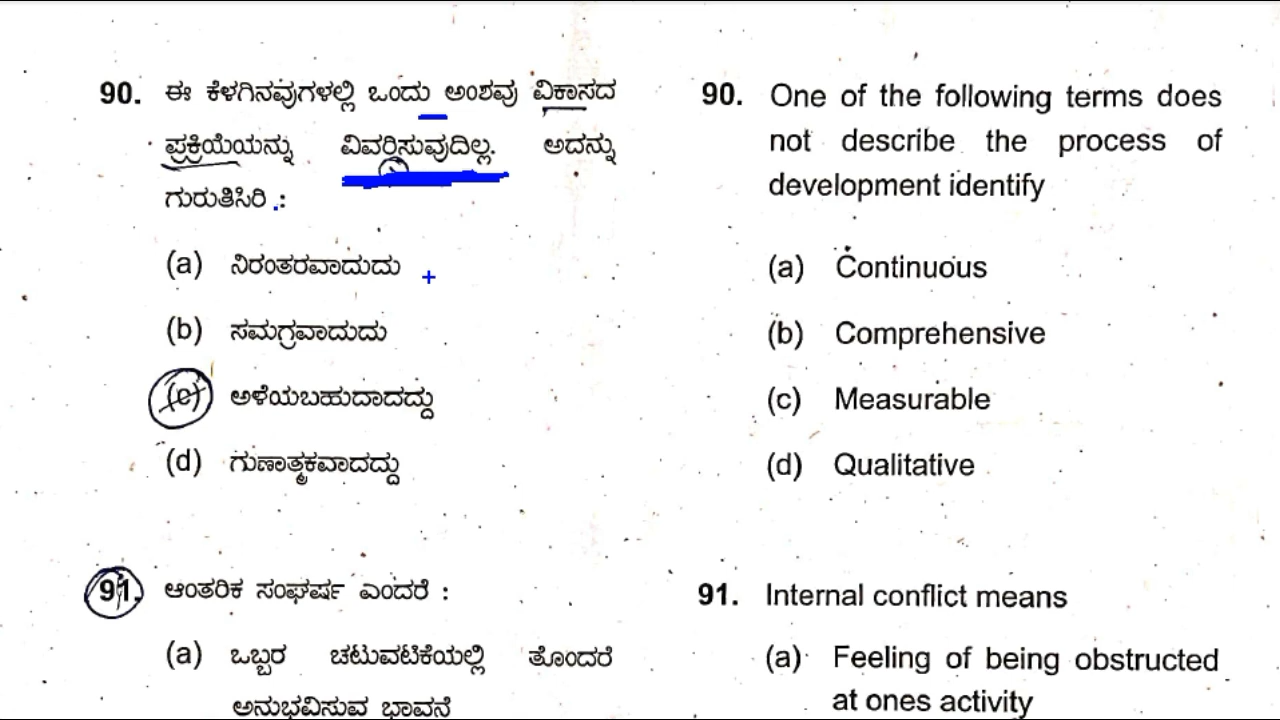 90. ಈ ಕೆಳಗಿನವುಗಳಲ್ಲಿ ಒಂದು ಅಂಶವು ವಿಕಾಸದ
ಪ್ರಕ್ರಿಯೆಯನ್ನು ವಿವರಿಸುವುದಿಲ್ಲ. ಅದನ್ನು
ಗುರುತಿಸಿರಿ :
(a) ನಿರಂತರವಾದುದು
(b) ಸಮಗ್ರವಾದುದು
(c) ಅಳೆಯಬಹುದಾದದ್ದು
(d) ಗುಣಾತ್ಮಕವಾದದ್ದು
91. ಆಂತರಿಕ ಸಂಘರ್ಷ ಎಂದರೆ :
(a) ಒಬ್ಬರ ಚಟುವಟಿಕೆಯಲ್ಲಿ ತೊಂದರೆ
ಅನುಭವಿಸುವ ಭಾವನೆ
90. One of the following terms does
not describe the process of
development identify
(a) Continuous
(b) Comprehensive
(c) Measurable
(d) Qualitative
91. Internal conflict means
(a) Feeling of being obstructed
at ones activity